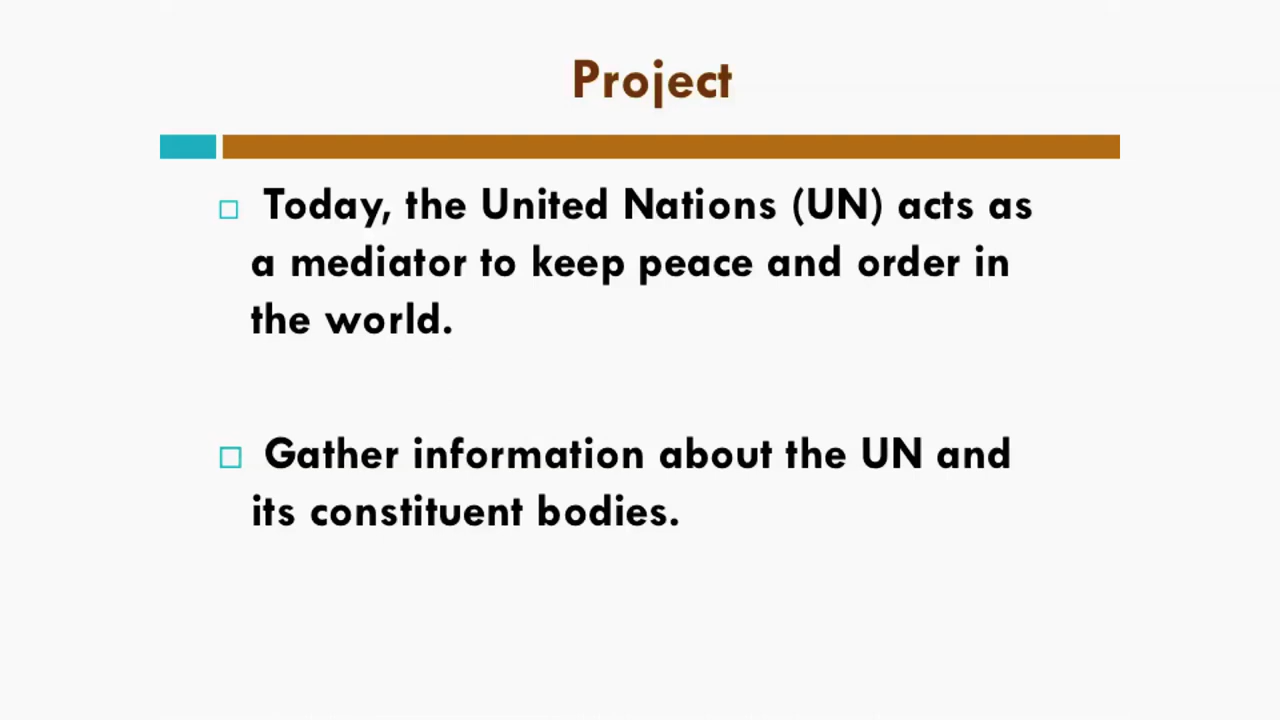 Project
Today, the United Nations (UN) acts as
a mediator to keep peace and order in
the world.
Gather information about the UN and
its constituent bodies.